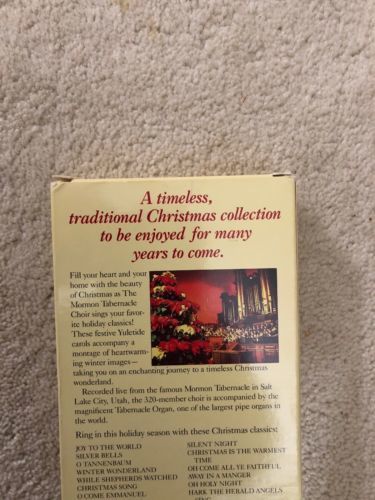 A timeless,
traditional Christmas collection
to be enjoyed for many
years to come.
Fill your heart and your
home with the beauty
of Christmas as The
Mormon Tabernacle
Choir sings your favor-
ite holiday classics!
These festive Yuletide
carols accompany a
montage of heartwarm-
ing winter images—
taking you on an enchanting journey to a timeless Christmas
wonderland.
Recorded live from the famous Mormon Tabernacle in Salt
Lake City, Utah, the 320-member choir is accompanied by the
magnificent Tabernacle Organ, one of the largest pipe organs in
the world.
Ring in this holiday season with these Christmas classics:
JOY TO THE WORLD
SILVER BELLS
O TANNENBAUM
WINTER WONDERLAND
WHILE SHEPHERDS WATCHED
CHRISTMAS SONG
O COME EMMANUEL
SILENT NIGHT
CHRISTMAS IS THE WARMEST
TIME
OH COME ALL YE FAITHFUL
AWAY IN A MANGER
OH HOLY NIGHT
HARK THE HERALD ANGELS
SING